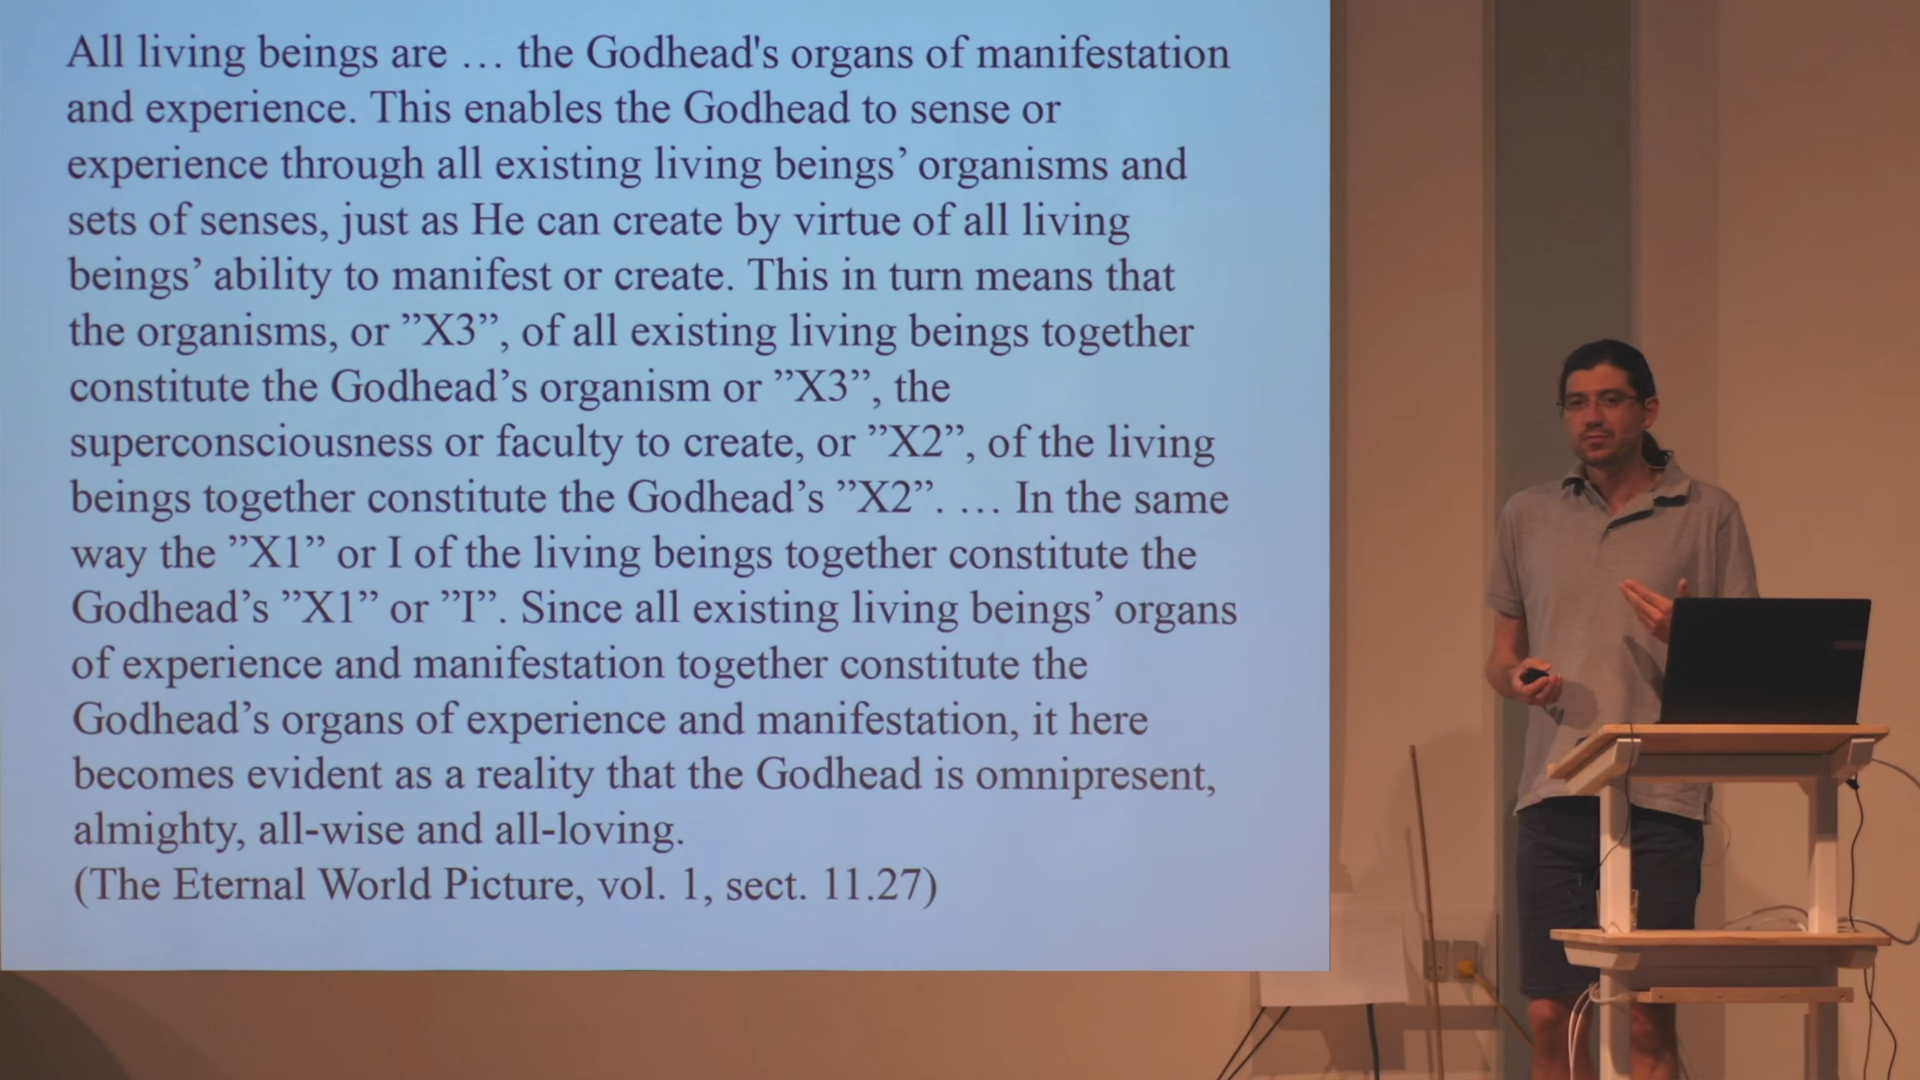 All living beings are … the Godhead's organs of manifestation
and experience. This enables the Godhead to sense or
experience through all existing living beings’ organisms and
sets of senses, just as He can create by virtue of all living
beings’ ability to manifest or create. This in turn means that
the organisms, or ”X3”, of all existing living beings together
constitute the Godhead’s organism or ”X3”, the
superconsciousness or faculty to create, or ”X2”, of the living
beings together constitute the Godhead’s ”X2”. … In the same
way the ”X1” or I of the living beings together constitute the
Godhead’s ”X1” or ”I”. Since all existing living beings’ organs
of experience and manifestation together constitute the
Godhead’s organs of experience and manifestation, it here
becomes evident as a reality that the Godhead is omnipresent,
almighty, all-wise and all-loving.
(The Eternal World Picture, vol. 1, sect. 11.27)